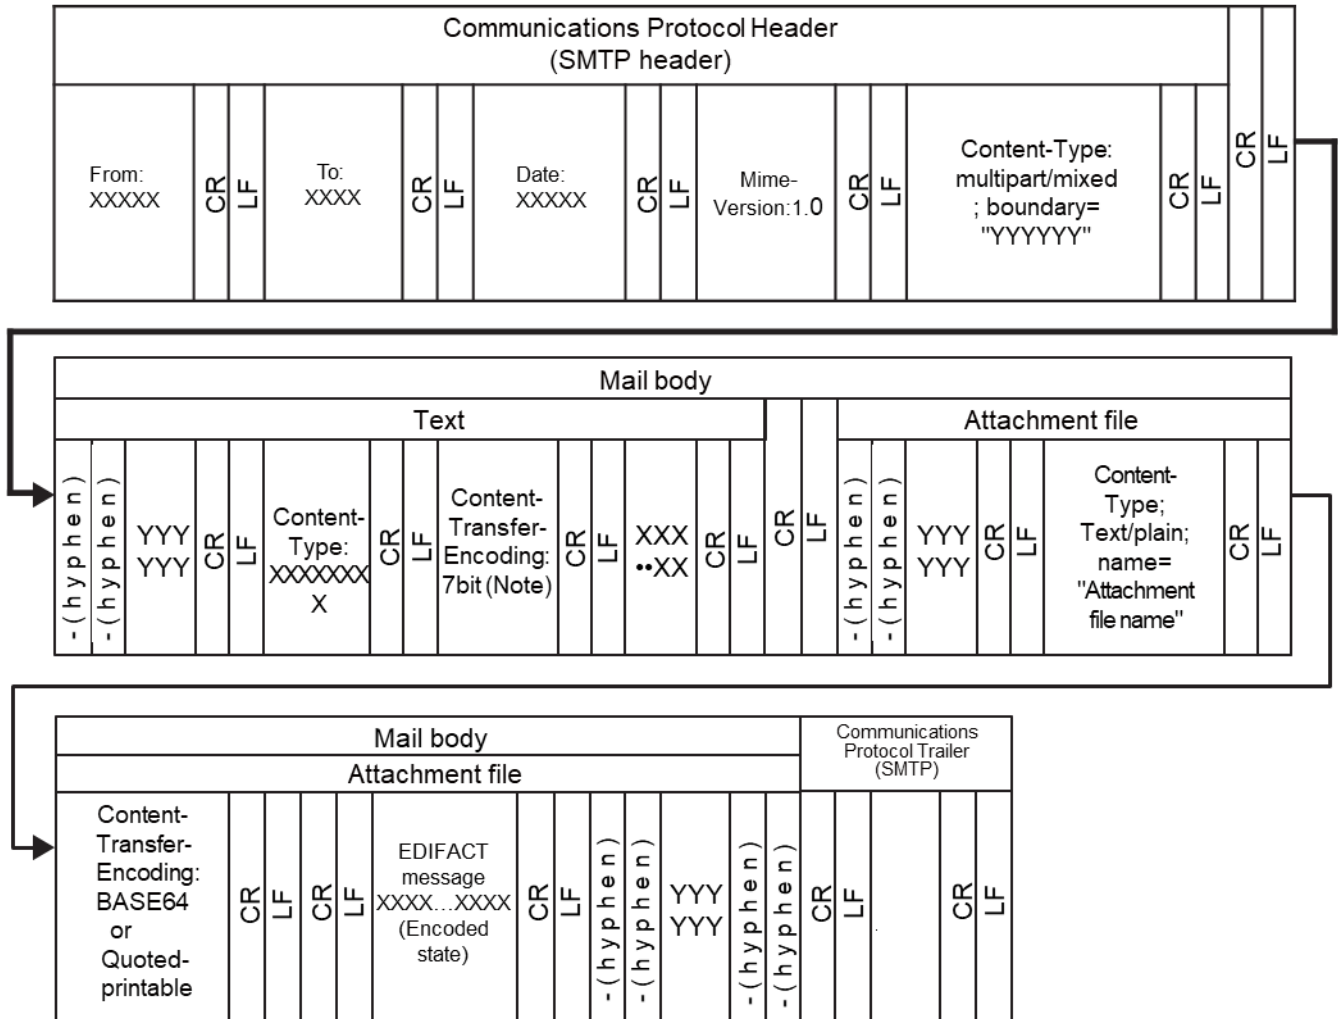 Communications Protocol Header
(SMTP header)
From:
XXXXX
CR
LF
To:
XXXX
CR
LF
Date:
XXXXX
CR
LF
Mime-
Version:1.0
CR
LF
Content-Type:
multipart/mixed
; boundary=
"YYYYYY"
CR
LF
CR
LF
Mail body
Text
-(hyphen)
-(hyphen)
YYY
YYY
CR
LF
Content-
Type:
XXXXXXX
X
CR
LF
Content-
Transfer-
Encoding:
7bit (Note)
CR
LF
XXX
••XX
CR
LF
CR
LF
Attachment file
-(hyphen)
-(hyphen)
YYY
YYY
CR
LF
Content-
Type;
Text/plain;
name=
"Attachment
file name"
CR
LF
Mail body
Attachment file
Content-
Transfer-
Encoding:
BASE64
or
Quoted-
printable
CR
LF
CR
LF
EDIFACT
message
XXXX...XXXX
(Encoded
state)
CR
LF
-(hyphen)
-(hyphen)
YYY
YYY
-(hyphen)
-(hyphen)
Communications
Protocol Trailer
(SMTP)
CR
LF
.
CR
LF